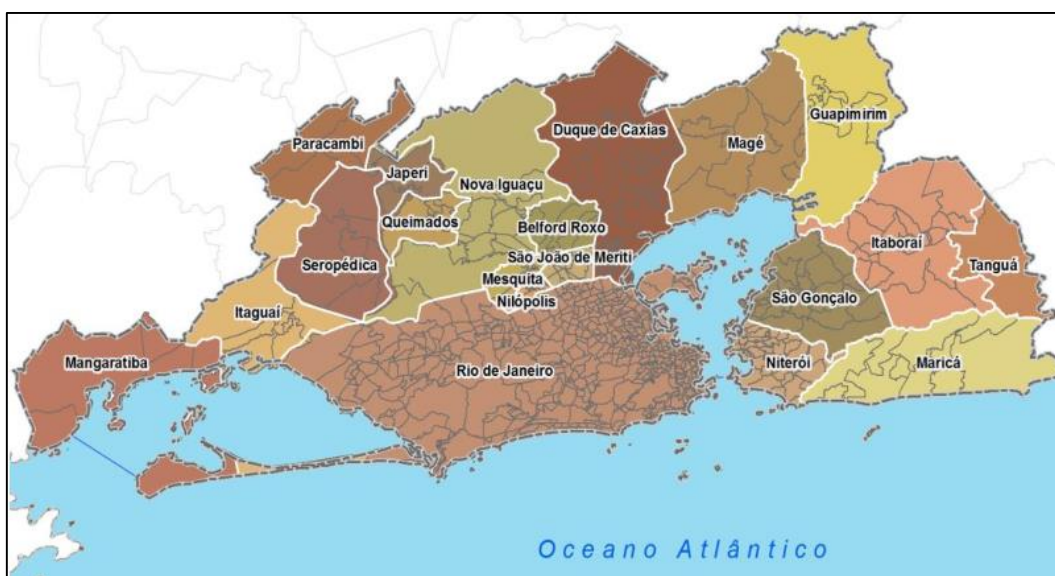 Guapimirim
Duque de Caxias
Magé
Paracambi
Japeri
Nova Iguaçu
Queimados
Belford Roxo
Itaboraí
São João de Meriti
Seropédica
Tanguá
Mesquita
São Gonçalo
Nilópolis
Itaguaí
Mangaratiba
Rio de Janeiro
Niterói
Maricá
Oceano Atlântico